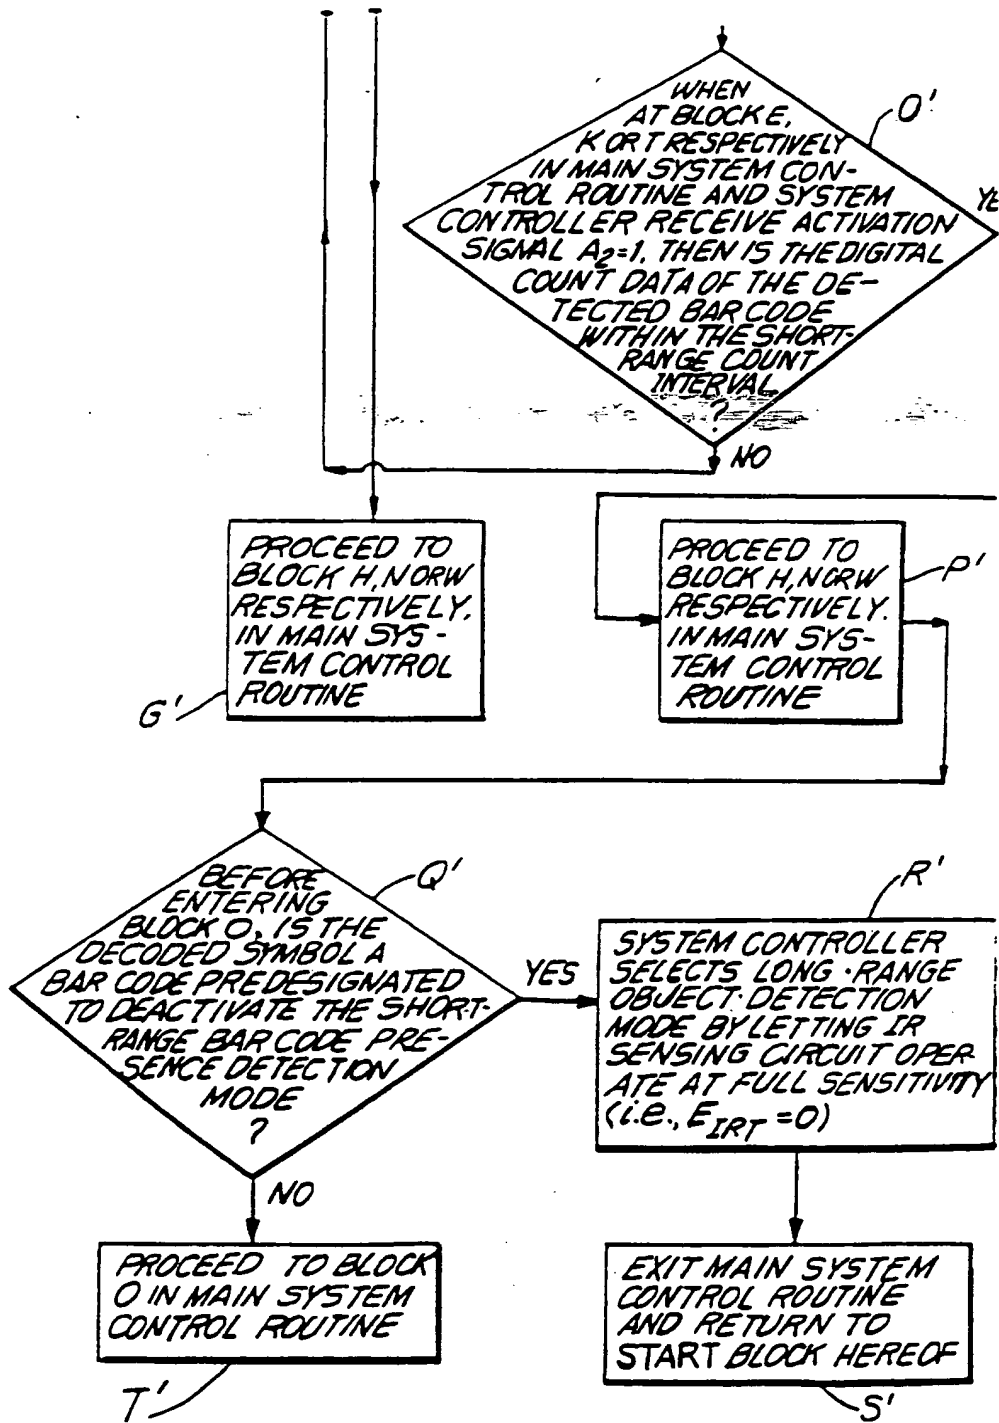 WHEN
AT BLOCK E,
K OR T RESPECTIVELY
IN MAIN SYSTEM CON-
TROL ROUTINE AND SYSTEM
CONTROLLER RECEIVE ACTIVATION
SIGNAL A2=1, THEN IS THE DIGITAL
COUNT DATA OF THE DE-
TECTED BAR CODE
WITHIN THE SHORT-
RANGE COUNT
INTERVAL
?
O'
YE
NO
PROCEED TO
BLOCK H, N OR W
RESPECTIVELY,
IN MAIN SYS-
TEM CONTROL
ROUTINE
G'
PROCEED TO
BLOCK H, N OR W
RESPECTIVELY.
IN MAIN SYS-
TEM CONTROL
ROUTINE
P'
BEFORE
ENTERING
BLOCK O, IS THE
DECODED SYMBOL A
BAR CODE PREDESIGNATED
TO DEACTIVATE THE SHORT-
RANGE BAR CODE PRE-
SENCE DETECTION
MODE
?
Q'
YES
NO
SYSTEM CONTROLLER
SELECTS LONG-RANGE
OBJECT DETECTION
MODE BY LETTING IR
SENSING CIRCUIT OPER-
ATE AT FULL SENSITIVITY
(i.e., EIRT =0)
R'
PROCEED TO BLOCK
O IN MAIN SYSTEM
CONTROL ROUTINE
T'
EXIT MAIN SYSTEM
CONTROL ROUTINE
AND RETURN TO
START BLOCK HEREOF
S'